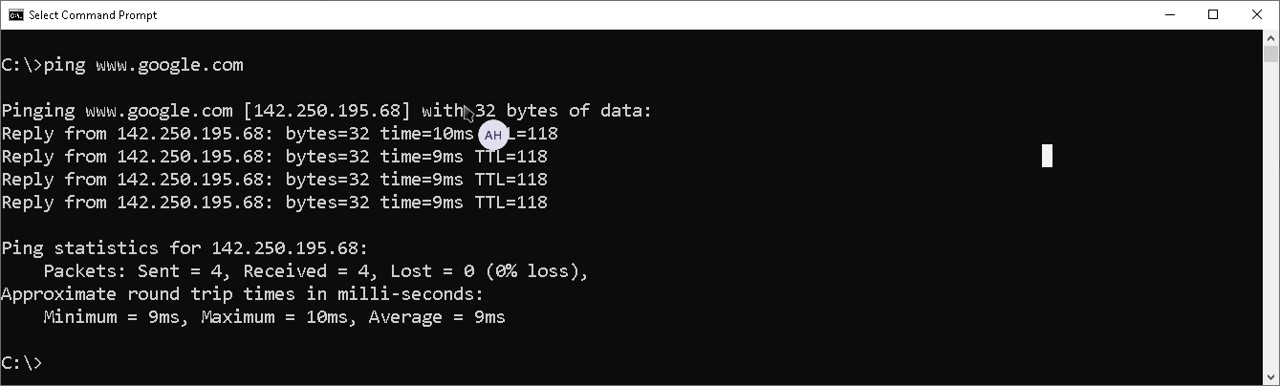 Select Command Prompt
C:\>ping www.google.com
Pinging www.google.com [142.250.195.68] with 32 bytes of data:
Reply from 142.250.195.68: bytes=32 time=10ms AH L=118
Reply from 142.250.195.68: bytes=32 time=9ms TTL=118
Reply from 142.250.195.68: bytes=32 time=9ms TTL=118
Reply from 142.250.195.68: bytes=32 time=9ms TTL=118
Ping statistics for 142.250.195.68:
    Packets: Sent = 4, Received = 4, Lost = 0 (0% loss),
Approximate round trip times in milli-seconds:
    Minimum = 9ms, Maximum = 10ms, Average = 9ms
C:\>